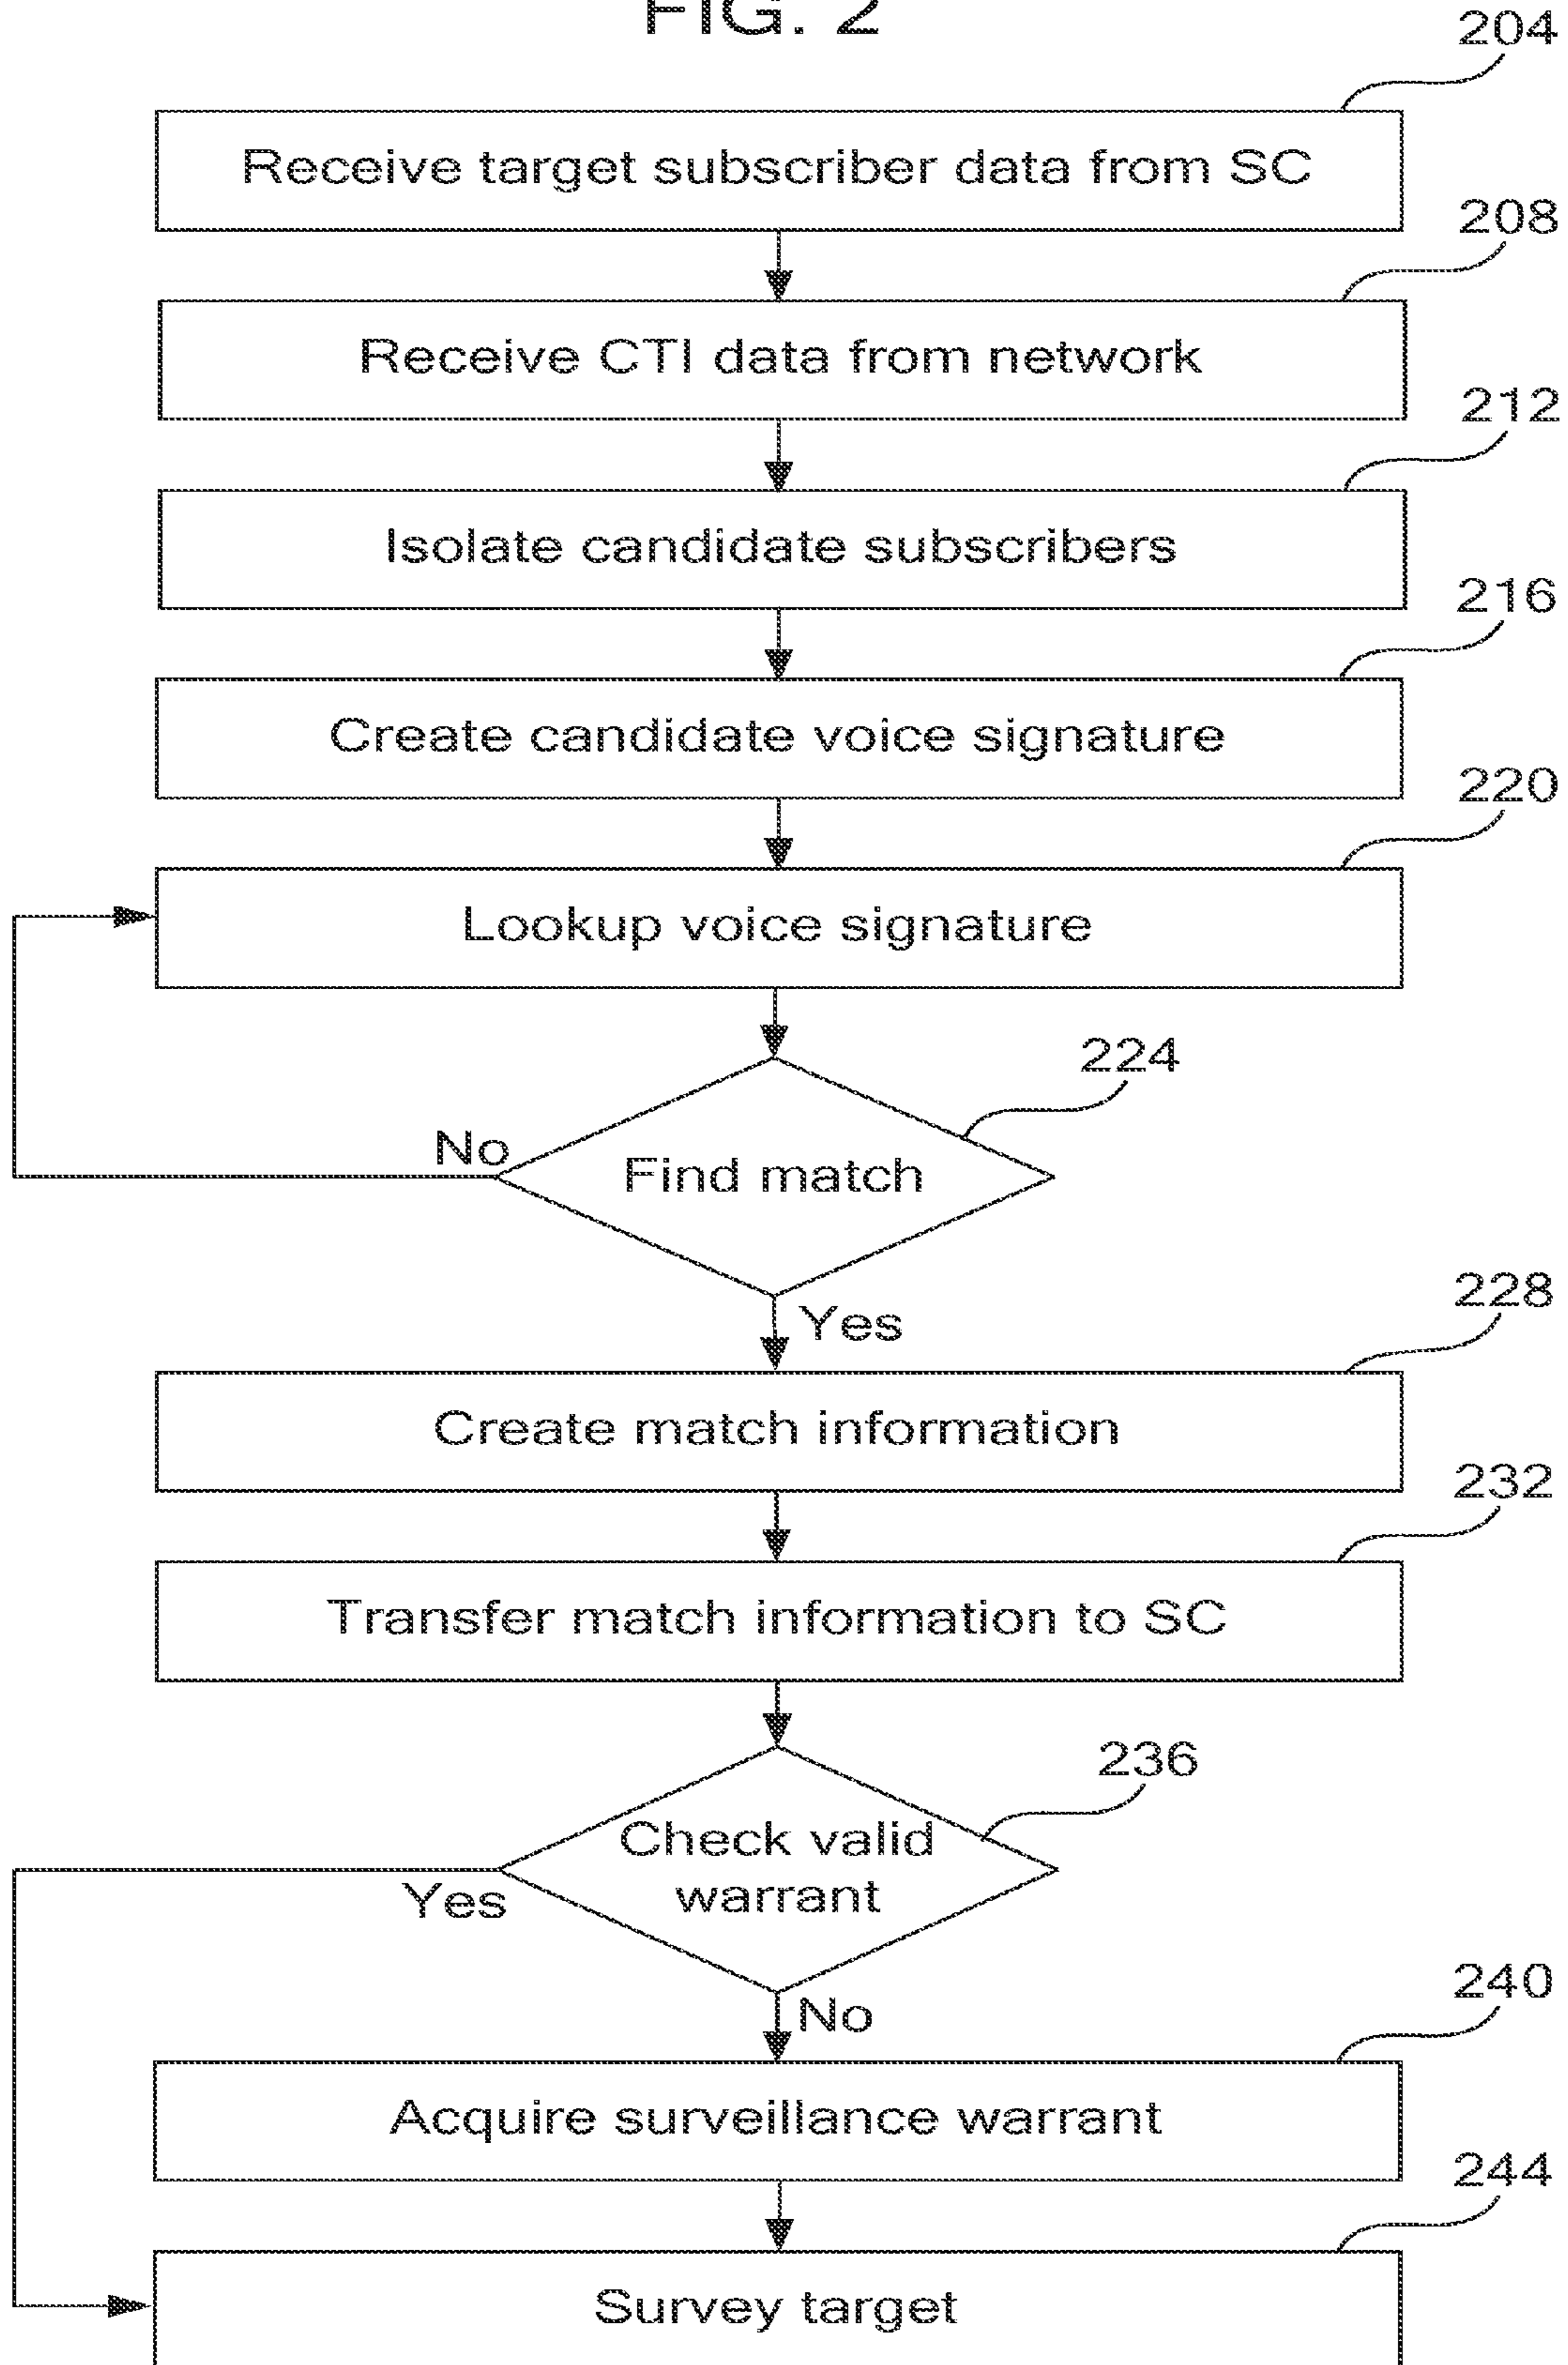 FIG. 2
204
Receive target subscriber data from SC
208
Receive CTI data from network
212
Isolate candidate subscribers
216
Create candidate voice signature
220
Lookup voice signature
224
No
Find match
Yes
228
Create match information
232
Transfer match information to SC
236
Check valid
warrant
Yes
No
240
Acquire surveillance warrant
244
Survey target